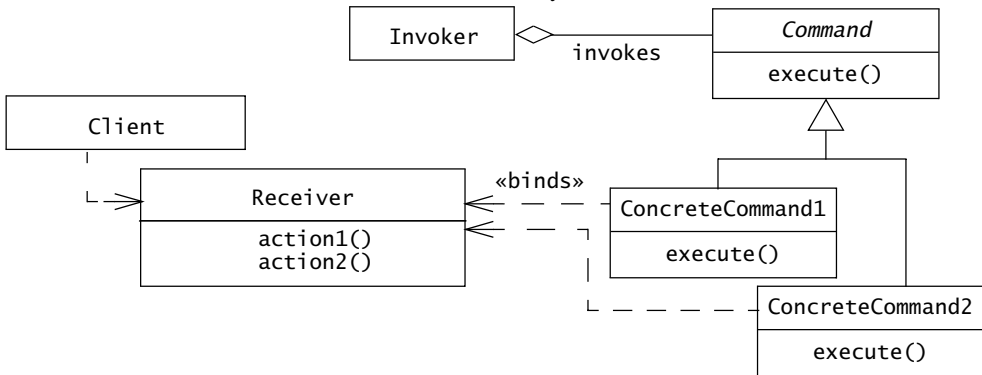 Invoker
invokes
Command
execute()
Client
Receiver
action1()
action2()
«binds»
ConcreteCommand1
execute()
ConcreteCommand2
execute()